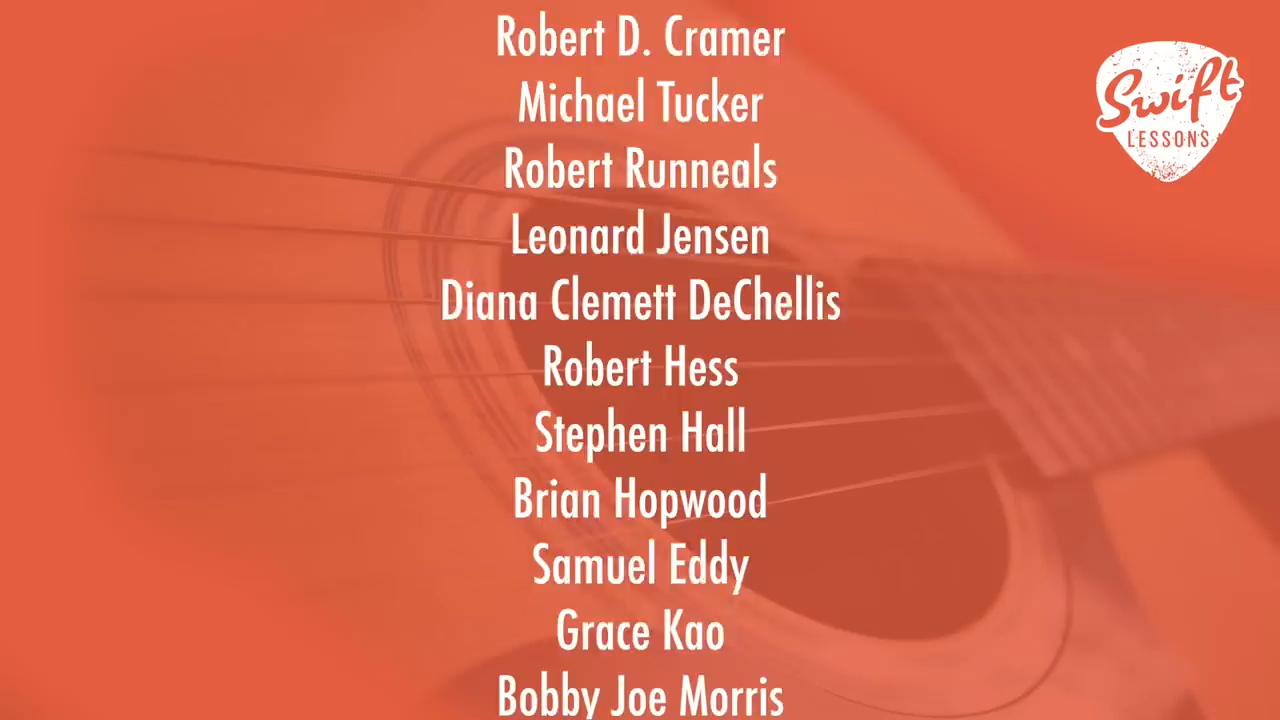 Robert D. Cramer
Michael Tucker
Robert Runneals
Leonard Jensen
Diana Clemett DeChellis
Robert Hess
Stephen Hall
Brian Hopwood
Samuel Eddy
Grace Kao
Bobby Joe Morris
Swift
LESSONS